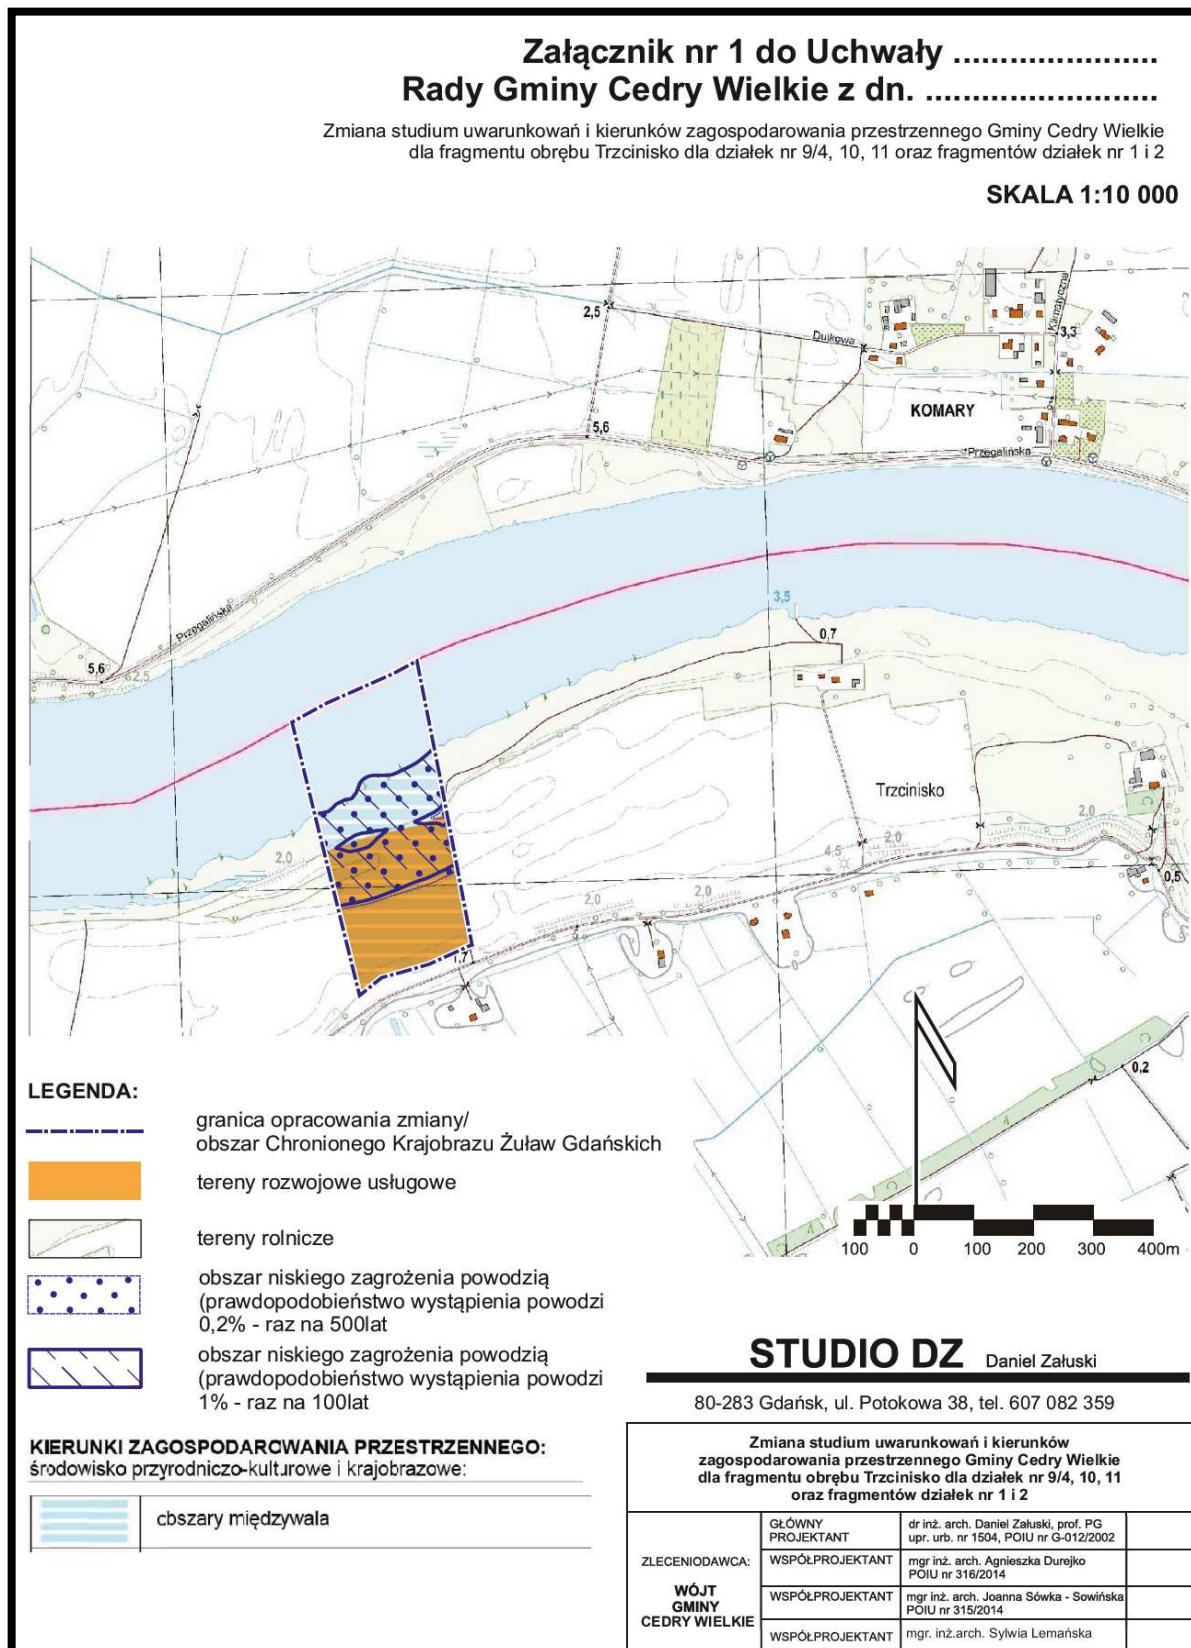 Załącznik nr 1 do Uchwały ......................
Rady Gminy Cedry Wielkie z dn. .........................
Zmiana studium uwarunkowań i kierunków zagospodarowania przestrzennego Gminy Cedry Wielkie
dla fragmentu obrębu Trzcinisko dla działek nr 9/4, 10, 11 oraz fragmentów działek nr 1 i 2
SKALA 1:10 000
2,5
Klimatyczna
3,3
KOMARY
5,6
Przegalińska
Przegalińska
5,6
2,5
3,5
0,7
Trzcinisko
2,0
2,0
2,0
4,5
0,5
2,0
2,0
1,7
0,2
LEGENDA:
granica opracowania zmiany/
obszar Chronionego Krajobrazu Żuław Gdańskich
tereny rozwojowe usługowe
tereny rolnicze
obszar niskiego zagrożenia powodzią
(prawdopodobieństwo wystąpienia powodzi
0,2% - raz na 500lat
obszar niskiego zagrożenia powodzią
(prawdopodobieństwo wystąpienia powodzi
1% - raz na 100lat
KIERUNKI ZAGOSPODAROWANIA PRZESTRZENNEGO:
środowisko przyrodniczo-kulturowe i krajobrazowe:
obszary międzywala
100 0 100 200 300 400m
STUDIO DZ Daniel Załuski
80-283 Gdańsk, ul. Potokowa 38, tel. 607 082 359
Zmiana studium uwarunkowań i kierunków
zagospodarowania przestrzennego Gminy Cedry Wielkie
dla fragmentu obrębu Trzcinisko dla działek nr 9/4, 10, 11
oraz fragmentów działek nr 1 i 2
ZLECENIODAWCA:
WÓJT
GMINY
CEDRY WIELKIE
GŁÓWNY
PROJEKTANT
dr inż. arch. Daniel Załuski, prof. PG
upr. urb. nr 1504, POIU nr G-012/2002
WSPÓŁPROJEKTANT
mgr inż. arch. Agnieszka Durejko
POIU nr 316/2014
WSPÓŁPROJEKTANT
mgr inż. arch. Joanna Sówka - Sowińska
POIU nr 315/2014
WSPÓŁPROJEKTANT
mgr. inż.arch. Sylwia Lemańska